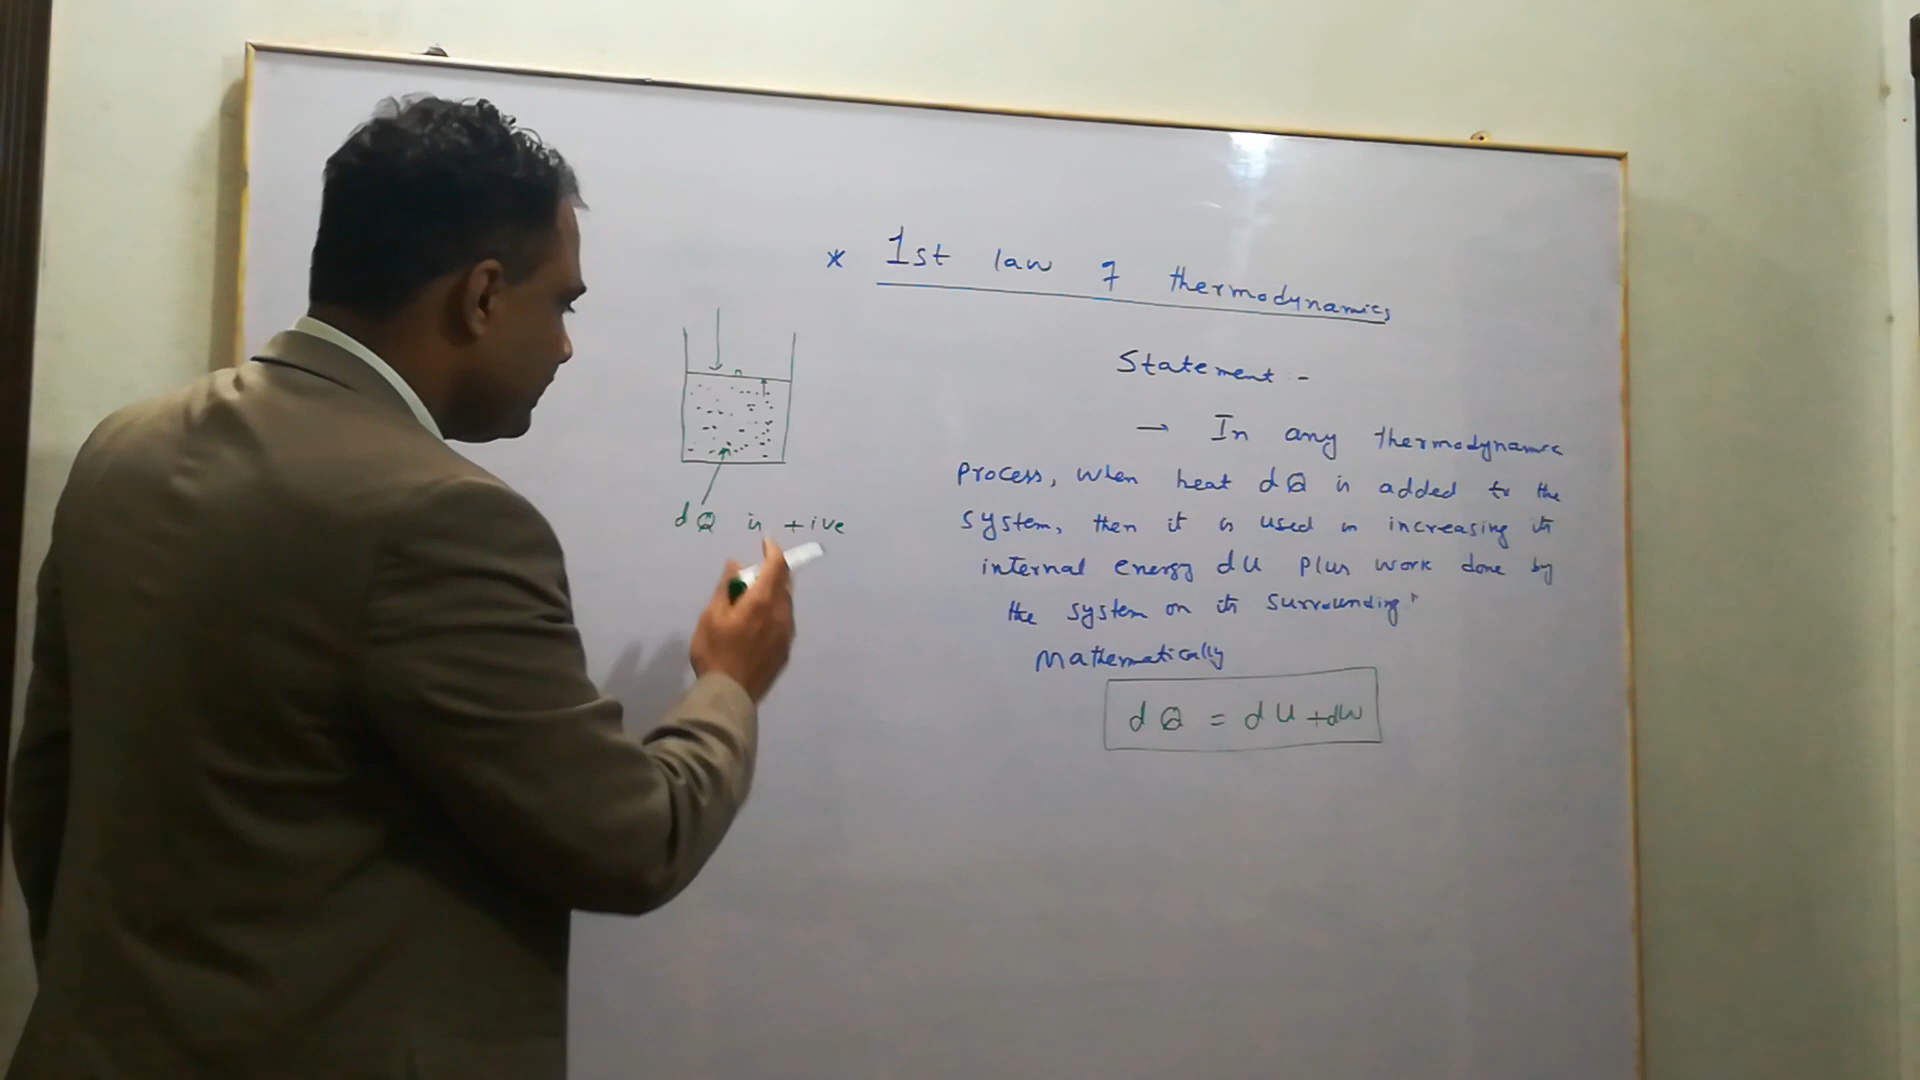 * 1st law of thermodynamics
Statement :-
→ In any thermodynamic
process, when heat dQ is added to the
system, then it is used in increasing its
internal energy dU plus work done by
the system on its surrounding"
Mathematically
dQ = dU + dW
dQ is +ive